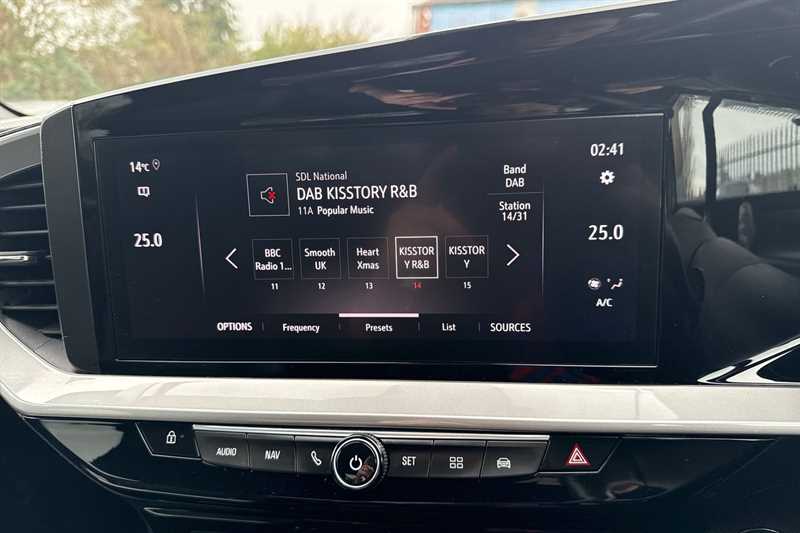 14°C
02:41
SDL National
DAB KISSTORY R&B
11A Popular Music
Band
DAB
Station
14/31
25.0
25.0
BBC
Radio 1...
11
Smooth
UK
12
Heart
Xmas
13
KISSTOR
Y R&B
14
KISSTOR
Y
15
A/C
OPTIONS
Frequency
Presets
List
SOURCES
AUDIO
NAV
SET